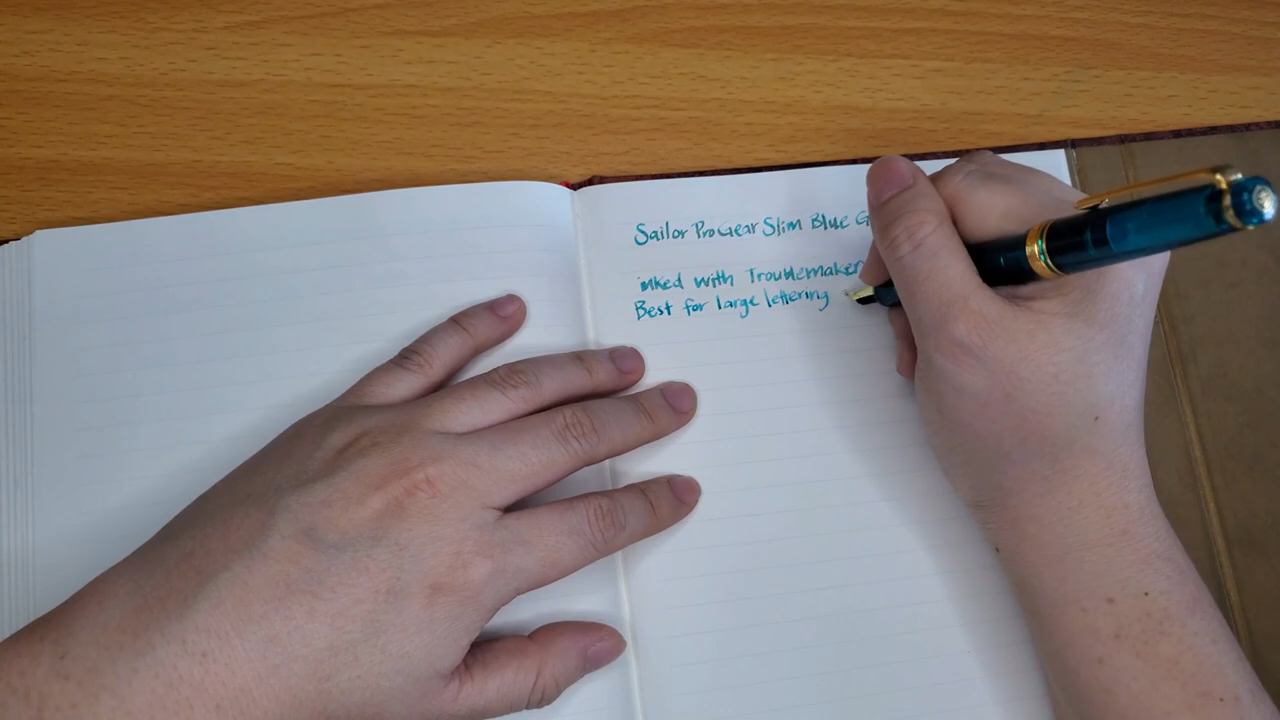 Sailor ProGear Slim Blue G
inked with Troublemaker
Best for large lettering